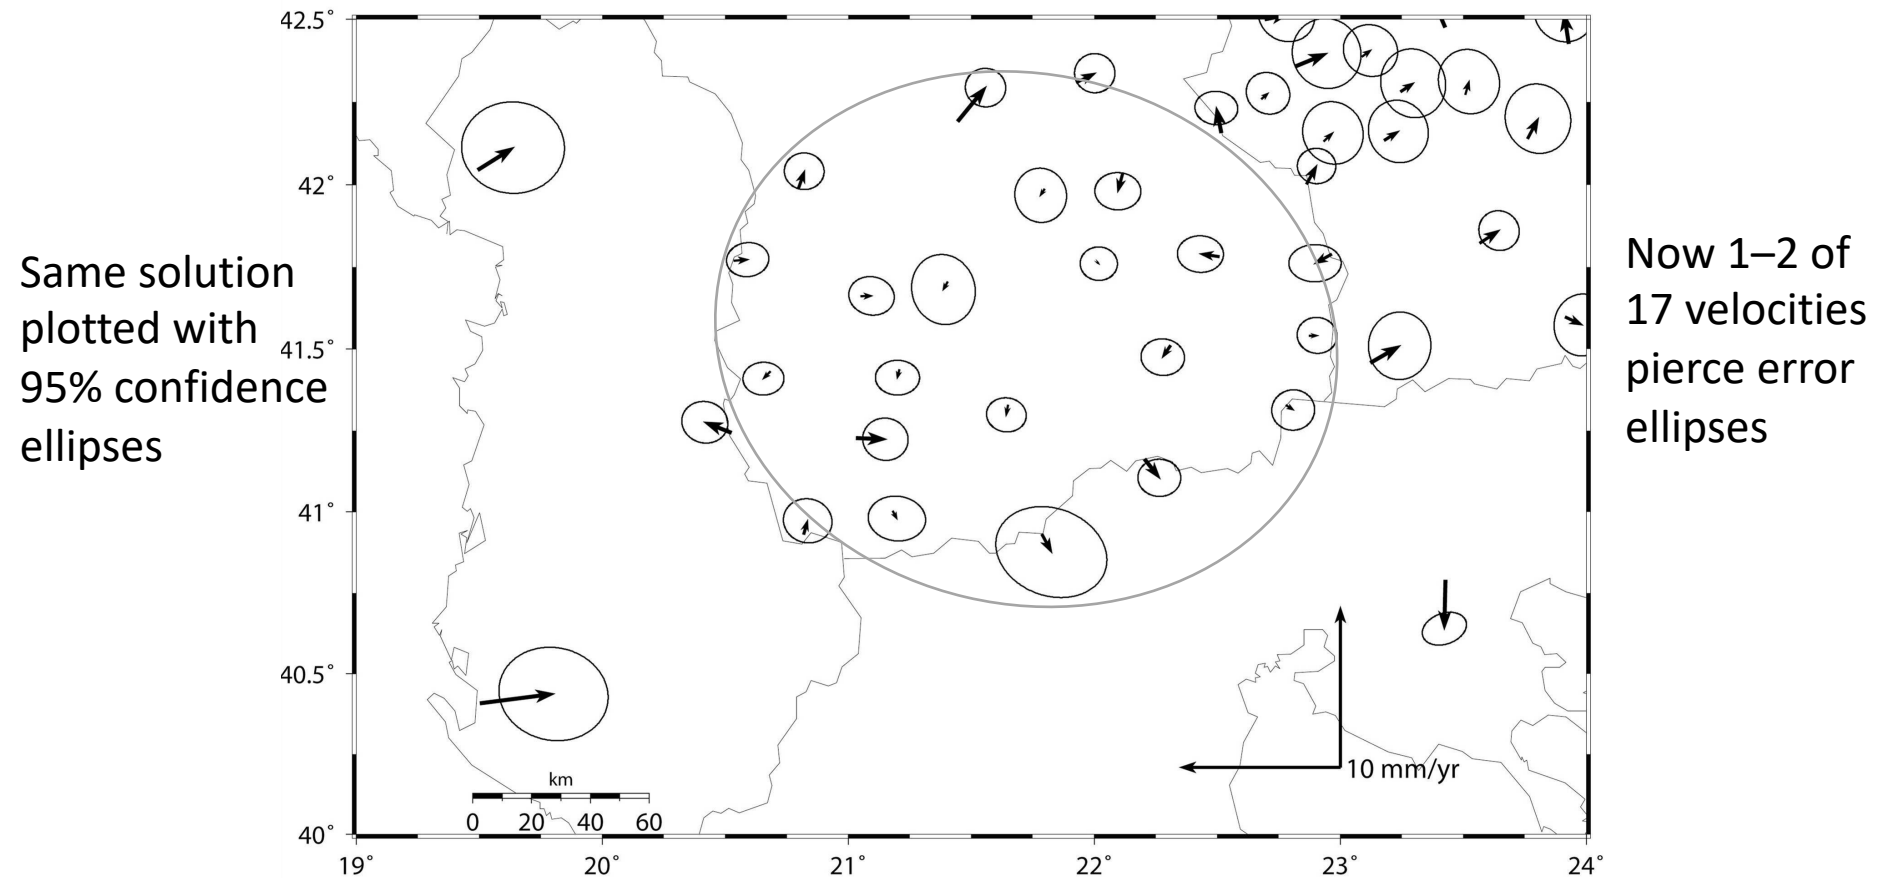 Same solution
plotted with
95% confidence
ellipses
42.5°
42°
41.5°
41°
40.5°
40°
19°
20°
21°
22°
23°
24°
km
0 20 40 60
10 mm/yr
Now 1–2 of
17 velocities
pierce error
ellipses